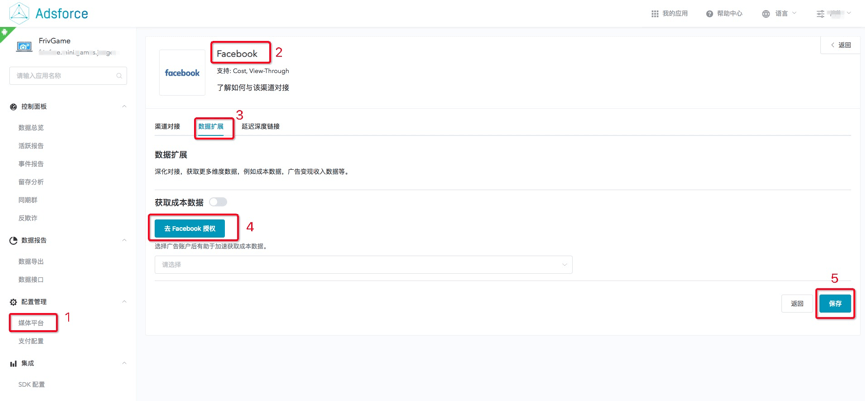 Adsforce
我的应用
帮助中心
语言
FrivGame
请输入应用名称
控制面板
数据总览
活跃报告
事件报告
留存分析
同期群
反欺诈
数据报告
数据导出
数据接口
配置管理
媒体平台 1
支付配置
集成
SDK 配置
返回
facebook
Facebook 2
支持: Cost, View-Through
了解如何与该渠道对接
3
渠道对接 数据扩展 延迟深度链接
数据扩展
深化对接，获取更多维度数据，例如成本数据，广告变现收入数据等。
获取成本数据
去 Facebook 授权 4
选择广告账户后有助于加速获取成本数据。
请选择
5
返回 保存